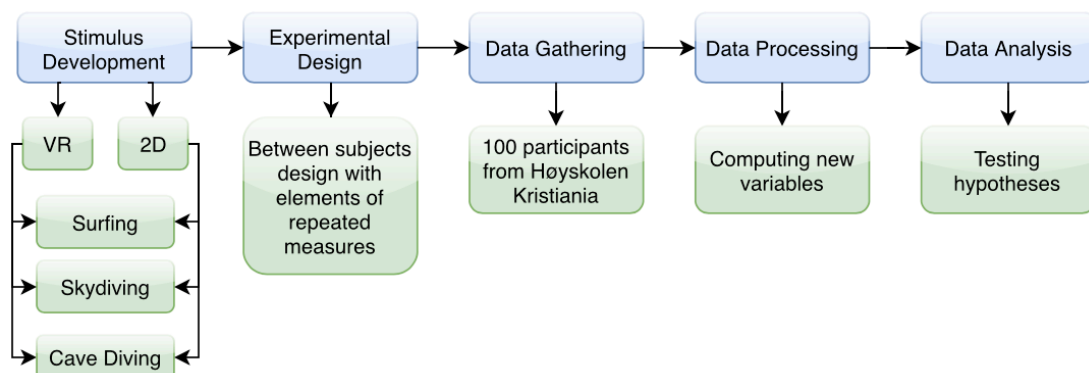 Stimulus
Development
Experimental
Design
Data Gathering
Data Processing
Data Analysis
VR
2D
Surfing
Skydiving
Cave Diving
Between subjects
design with
elements of
repeated
measures
100 participants
from Høyskolen
Kristiania
Computing new
variables
Testing
hypotheses